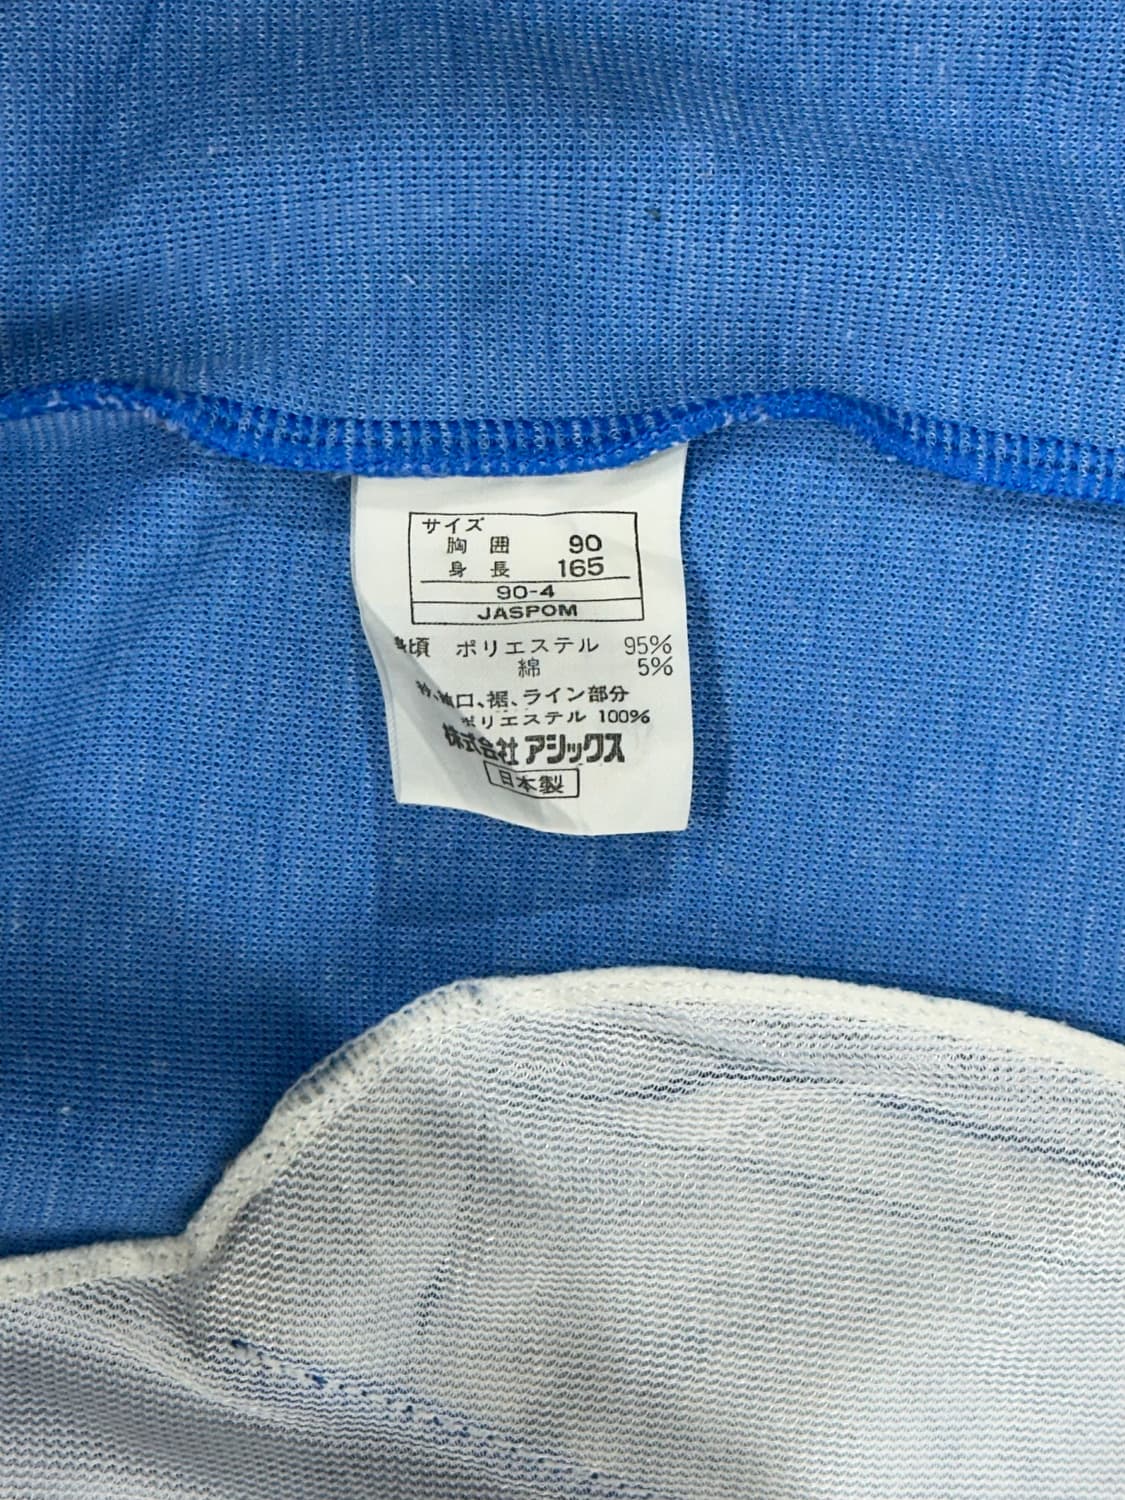 サイズ
胸囲 90
身長 165
90-4
JASPOM
身頃 ポリエステル 95%
綿 5%
袖口、裾、ライン部分
ポリエステル 100%
株式会社アシックス
日本製